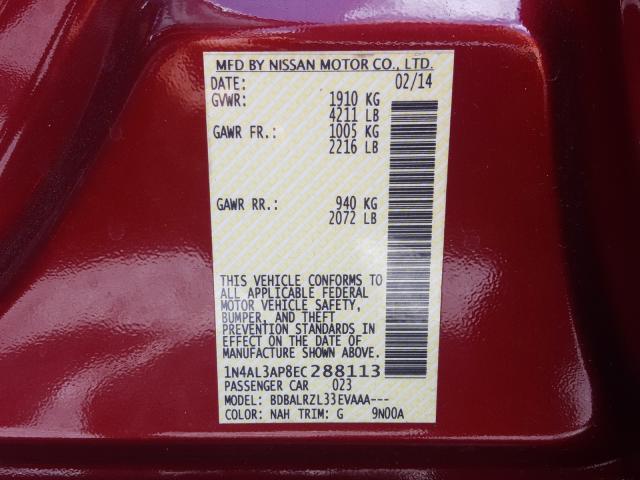 MFD BY NISSAN MOTOR CO., LTD.
DATE: 02/14
GVWR: 1910 KG
4211 LB
GAWR FR.: 1005 KG
2216 LB
GAWR RR.: 940 KG
2072 LB
THIS VEHICLE CONFORMS TO
ALL APPLICABLE FEDERAL
MOTOR VEHICLE SAFETY,
BUMPER, AND THEFT
PREVENTION STANDARDS IN
EFFECT ON THE DATE OF
MANUFACTURE SHOWN ABOVE.
1N4AL3AP8EC288113
PASSENGER CAR 023
MODEL: BDBALRZL33EVAAA---
COLOR: NAH TRIM: G 9N00A